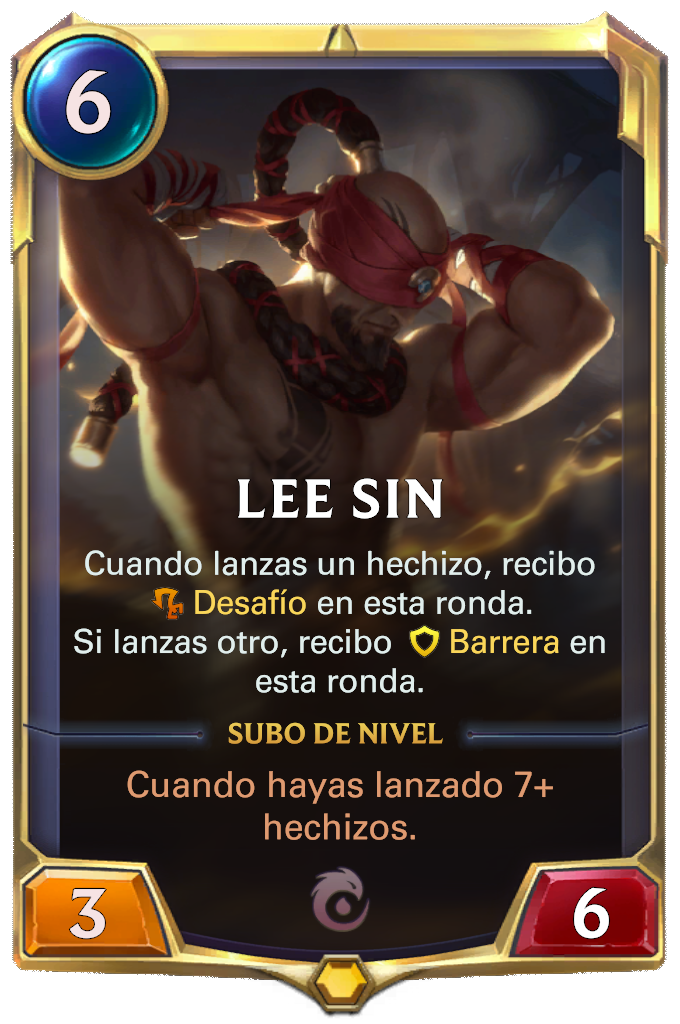 6
LEE SIN
Cuando lanzas un hechizo, recibo
Desafío en esta ronda.
Si lanzas otro, recibo Barrera en
esta ronda.
SUBO DE NIVEL
Cuando hayas lanzado 7+
hechizos.
3
6